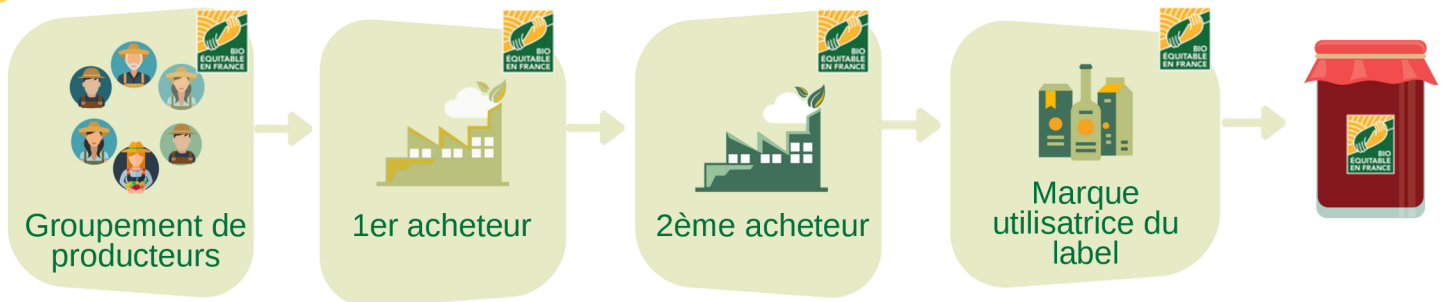 BIO
ÉQUITABLE
EN FRANCE
Groupement de
producteurs
BIO
ÉQUITABLE
EN FRANCE
1er acheteur
BIO
ÉQUITABLE
EN FRANCE
2ème acheteur
BIO
ÉQUITABLE
EN FRANCE
Marque
utilisatrice du
label
BIO
ÉQUITABLE
EN FRANCE